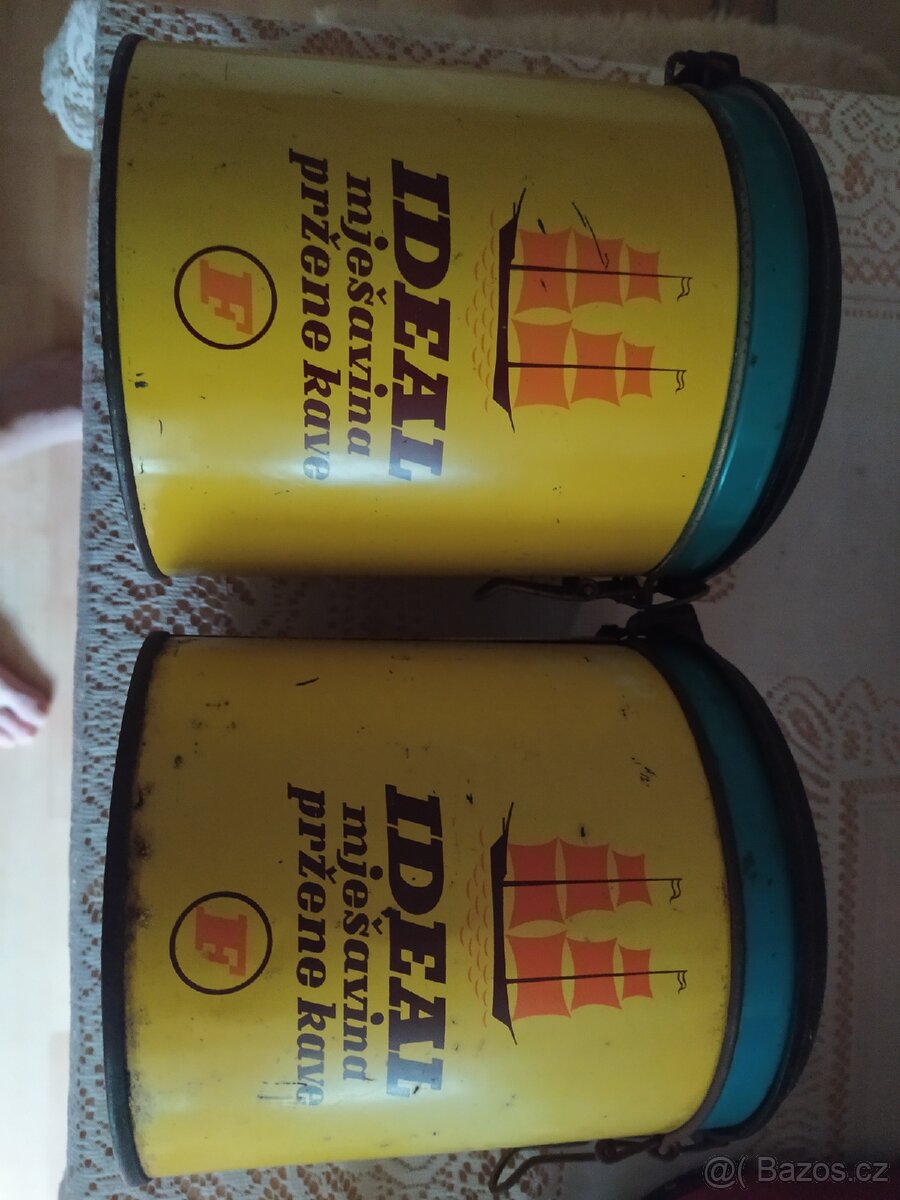 IDEAL
mješavina
pržene kave
F
IDEAL
mješavina
pržene kave
F
@( Bazos.cz